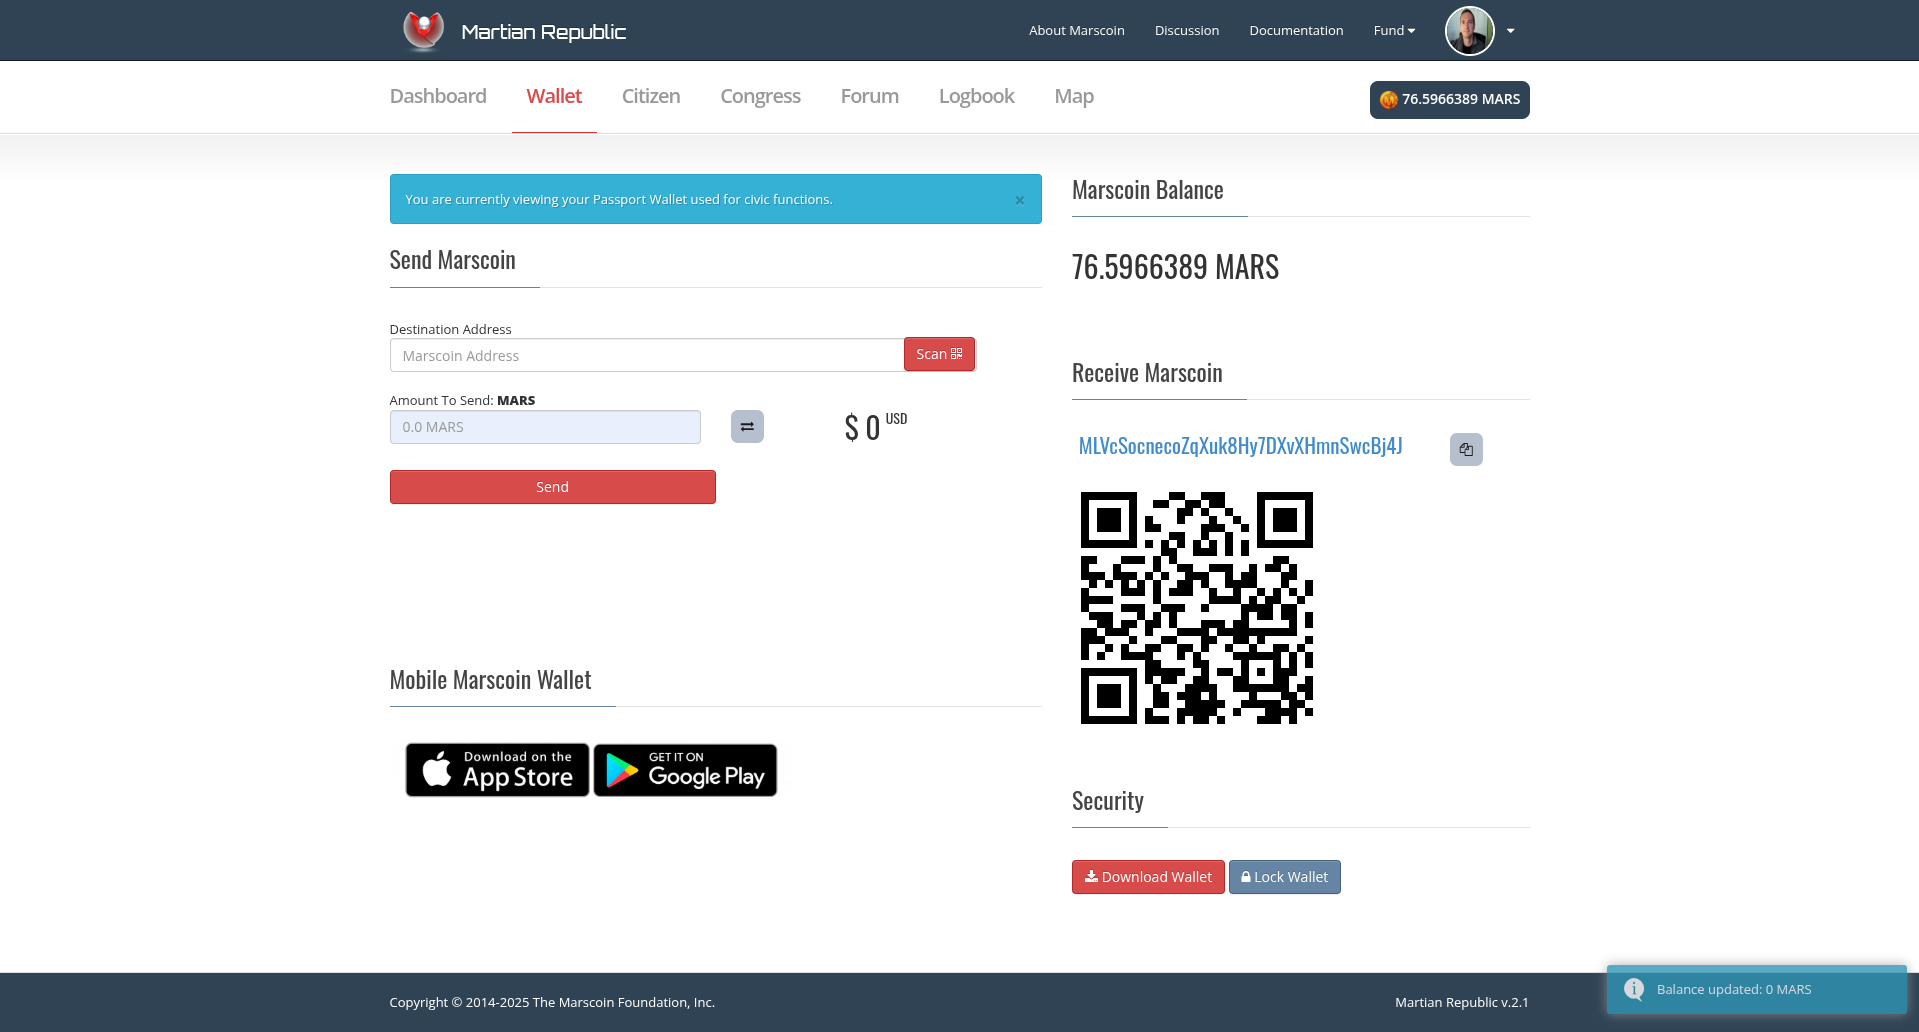 Martian Republic
About Marscoin
Discussion
Documentation
Fund
Dashboard
Wallet
Citizen
Congress
Forum
Logbook
Map
76.5966389 MARS
You are currently viewing your Passport Wallet used for civic functions.
×
Send Marscoin
Destination Address
Marscoin Address
Scan
Amount To Send: MARS
0.0 MARS
$ 0 USD
Send
Mobile Marscoin Wallet
Download on the
App Store
GET IT ON
Google Play
Marscoin Balance
76.5966389 MARS
Receive Marscoin
MLVcSocnecoZqXuk8Hy7DXvXHmnSwcBj4J
Security
Download Wallet
Lock Wallet
Copyright © 2014-2025 The Marscoin Foundation, Inc.
Martian Republic v.2.1
Balance updated: 0 MARS